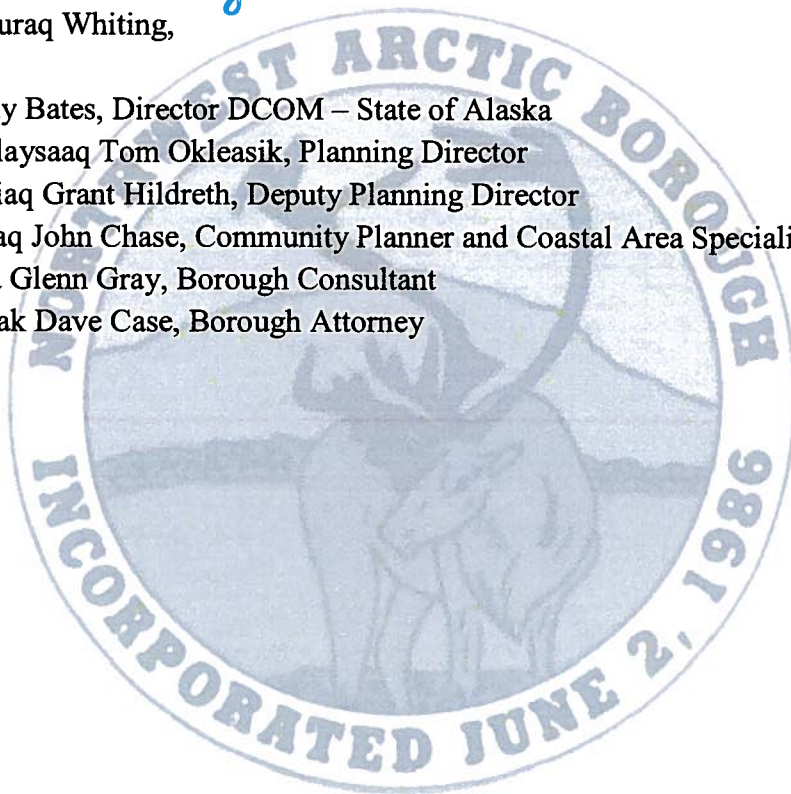 uraq Whiting,
y Bates, Director DCOM – State of Alaska
laysaaq Tom Okleasik, Planning Director
iaq Grant Hildreth, Deputy Planning Director
aq John Chase, Community Planner and Coastal Area Speciali
Glenn Gray, Borough Consultant
ak Dave Case, Borough Attorney
NORTHWEST ARCTIC BOROUGH
INCORPORATED JUNE 2, 1986